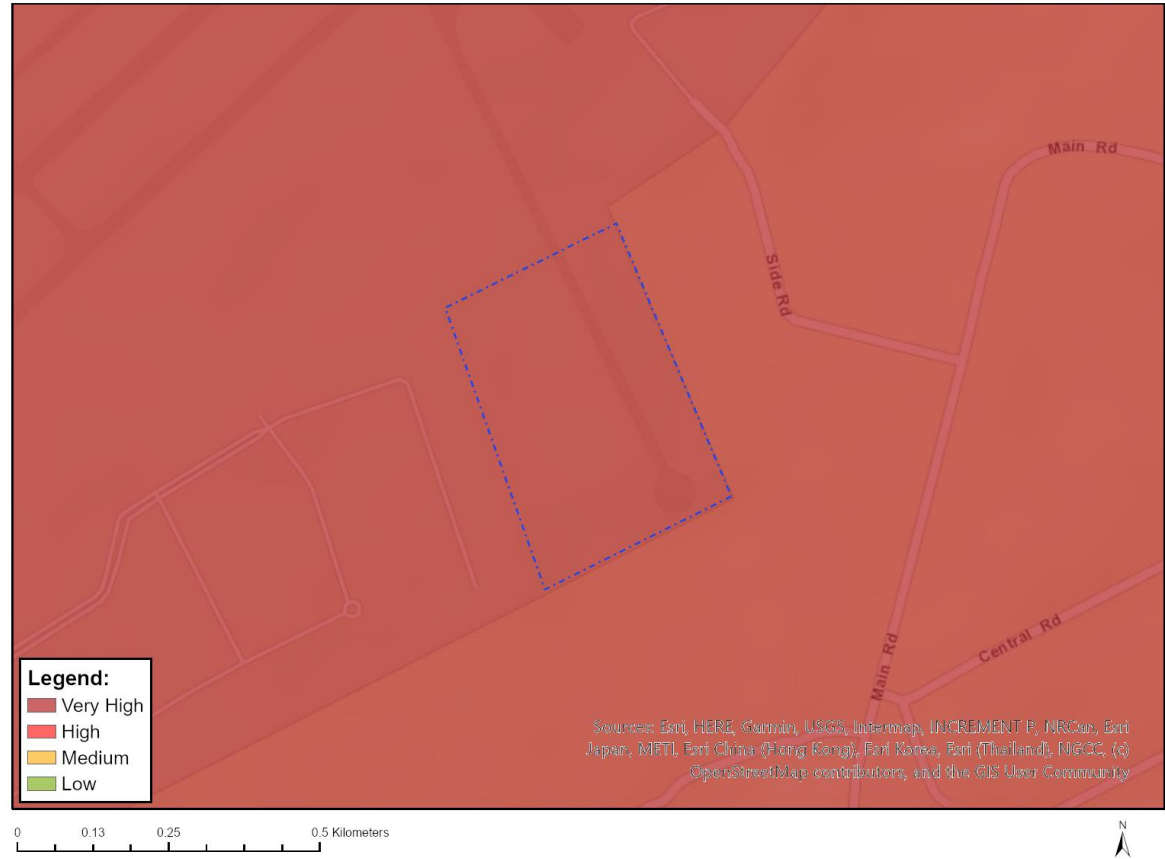 Main Rd
Side Rd
Central Rd
Main Rd
Legend:
Very High
High
Medium
Low
Sources: Esri, HERE, Garmin, USGS, Intermap, INCREMENT P, NRCan, Esri
Japan, METI, Esri China (Hong Kong), Esri Korea, Esri (Thailand), NGCC, (c)
OpenStreetMap contributors, and the GIS User Community
0 0.13 0.25 0.5 Kilometers
N